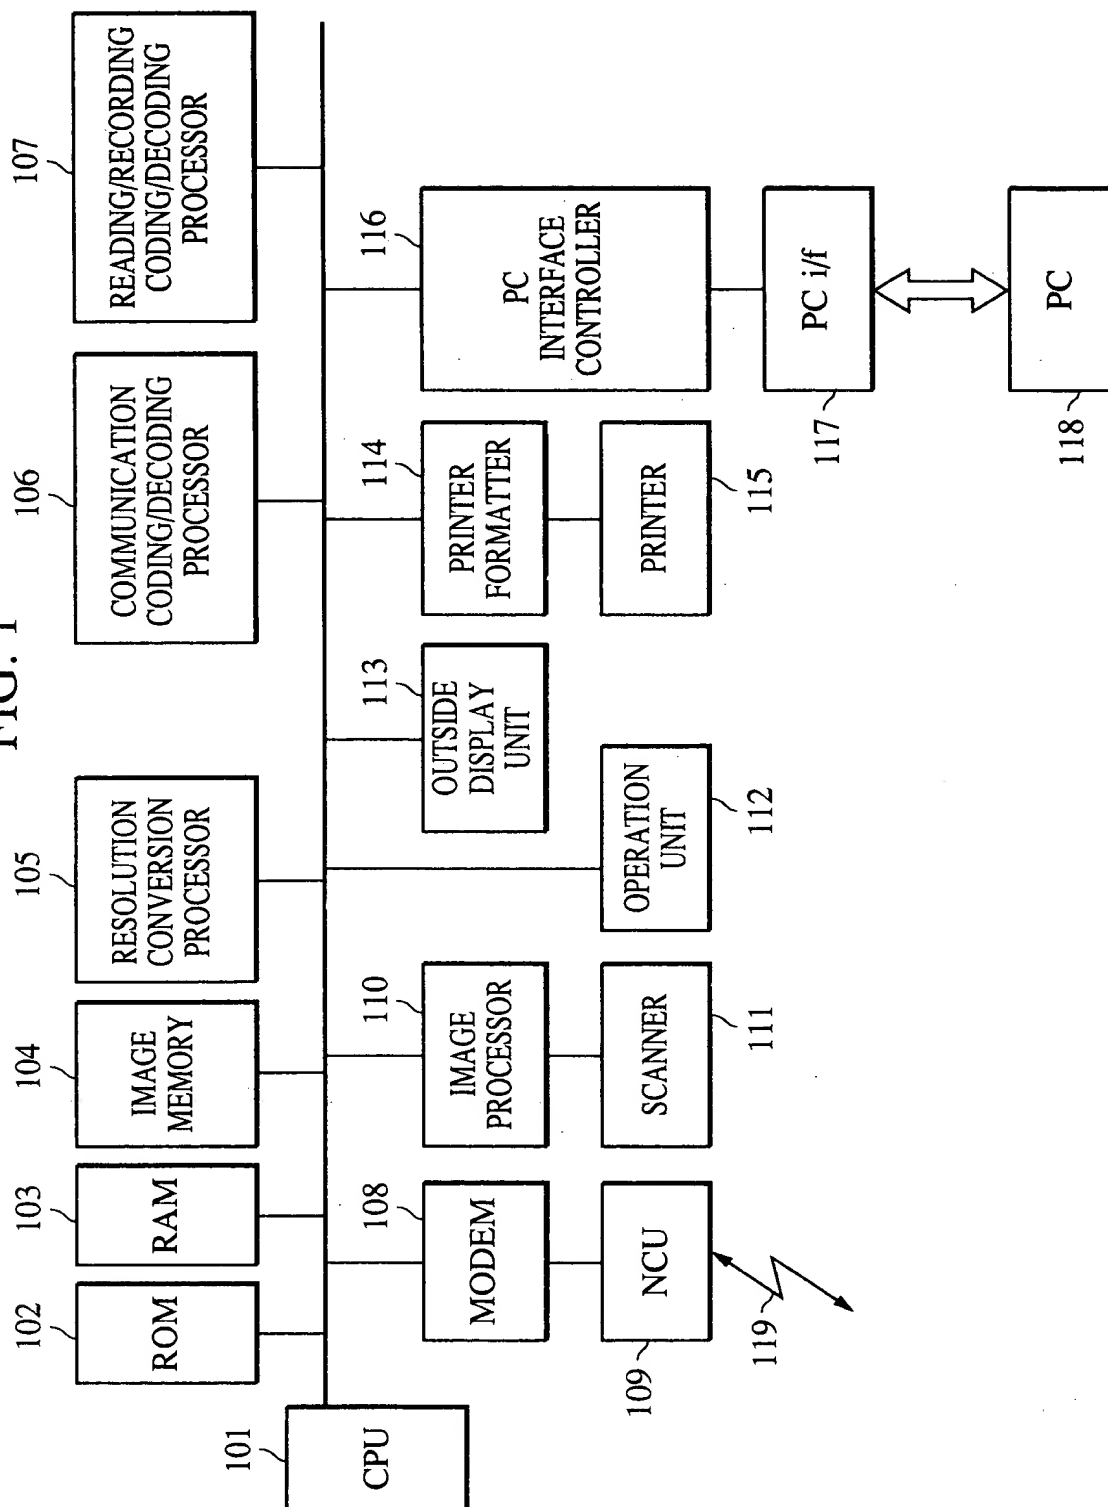 FIG. 1
101
CPU
102
ROM
103
RAM
104
IMAGE
MEMORY
105
RESOLUTION
CONVERSION
PROCESSOR
106
COMMUNICATION
CODING/DECODING
PROCESSOR
107
READING/RECORDING
CODING/DECODING
PROCESSOR
108
MODEM
109
NCU
119
110
IMAGE
PROCESSOR
111
SCANNER
112
OPERATION
UNIT
113
OUTSIDE
DISPLAY
UNIT
114
PRINTER
FORMATTER
115
PRINTER
116
PC
INTERFACE
CONTROLLER
117
PC i/f
118
PC